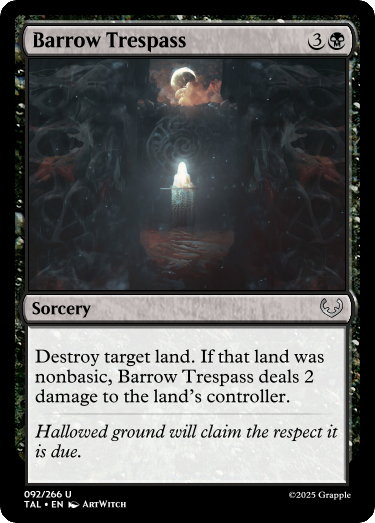 Barrow Trespass 3
Sorcery
Destroy target land. If that land was
nonbasic, Barrow Trespass deals 2
damage to the land's controller.
Hallowed ground will claim the respect it
is due.
092/266 U
TAL • EN ArtWitch
©2025 Grapple